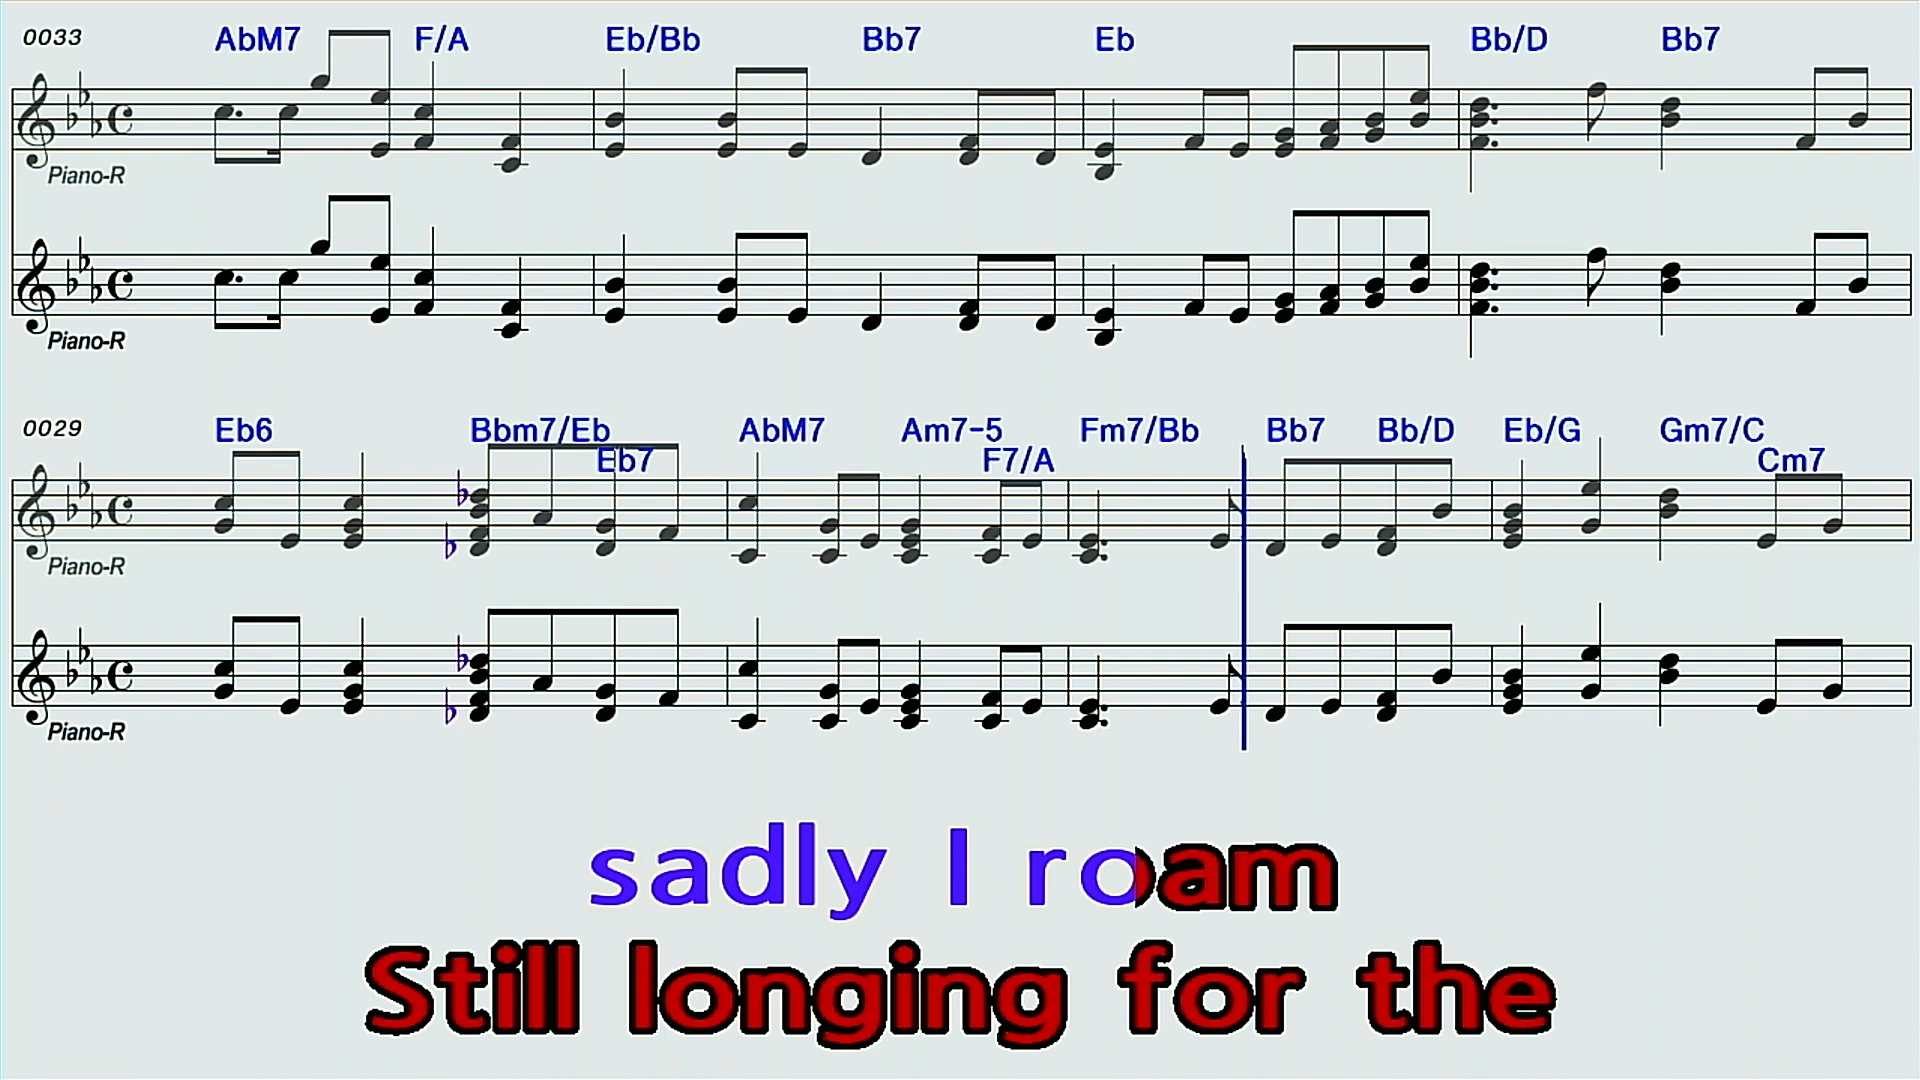 0033 AbM7 F/A Eb/Bb Bb7 Eb Bb/D Bb7
Piano-R
Piano-R
0029 Eb6 Bbm7/Eb AbM7 Am7-5 Fm7/Bb Bb7 Bb/D Eb/G Gm7/C
Eb7 F7/A Cm7
Piano-R
Piano-R
sadly I roam
Still longing for the